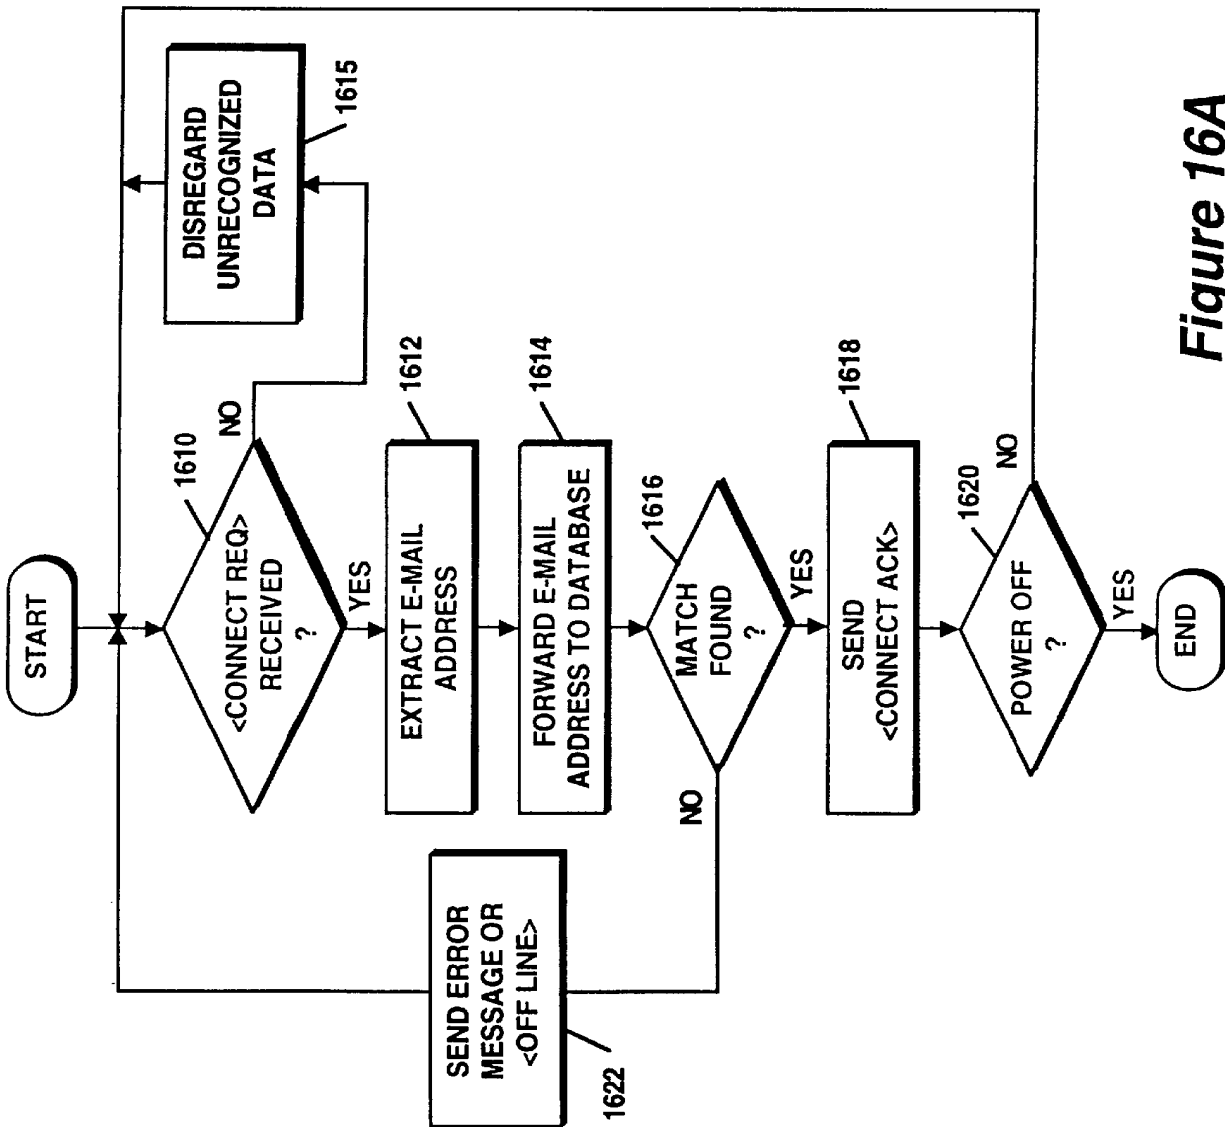 START
<CONNECT REQ>
RECEIVED
?
1610
NO
YES
DISREGARD
UNRECOGNIZED
DATA
1615
EXTRACT E-MAIL
ADDRESS
1612
FORWARD E-MAIL
ADDRESS TO DATABASE
1614
MATCH
FOUND
?
1616
NO
YES
SEND ERROR
MESSAGE OR
<OFF LINE>
1622
SEND
<CONNECT ACK>
1618
POWER OFF
?
1620
NO
YES
END
Figure 16A